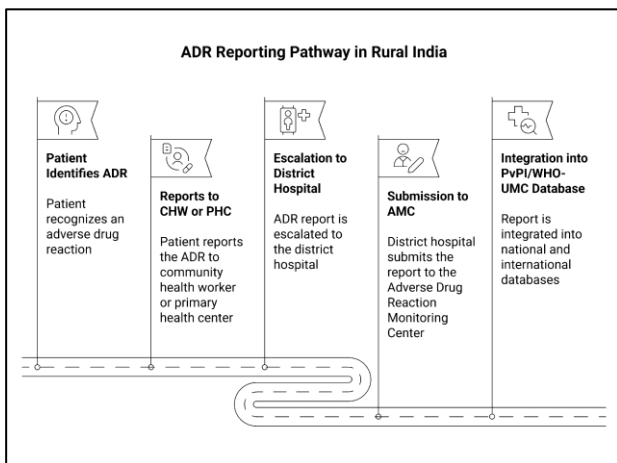 ADR Reporting Pathway in Rural India
Patient
Identifies ADR
Patient
recognizes an
adverse drug
reaction
Reports to
CHW or PHC
Patient reports
the ADR to
community
health worker
or primary
health center
Escalation to
District
Hospital
ADR report is
escalated to
the district
hospital
Submission to
AMC
District hospital
submits the
report to the
Adverse Drug
Reaction
Monitoring
Center
Integration into
PvPI/WHO-
UMC Database
Report is
integrated into
national and
international
databases